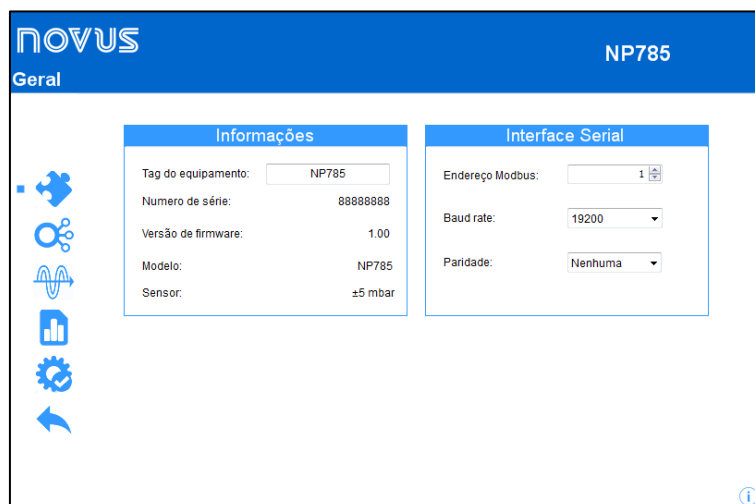 novus
NP785
Geral
Informações
Tag do equipamento: NP785
Numero de série: 88888888
Versão de firmware: 1.00
Modelo: NP785
Sensor: ±5 mbar
Interface Serial
Endereço Modbus: 1
Baud rate: 19200
Paridade: Nenhuma
i